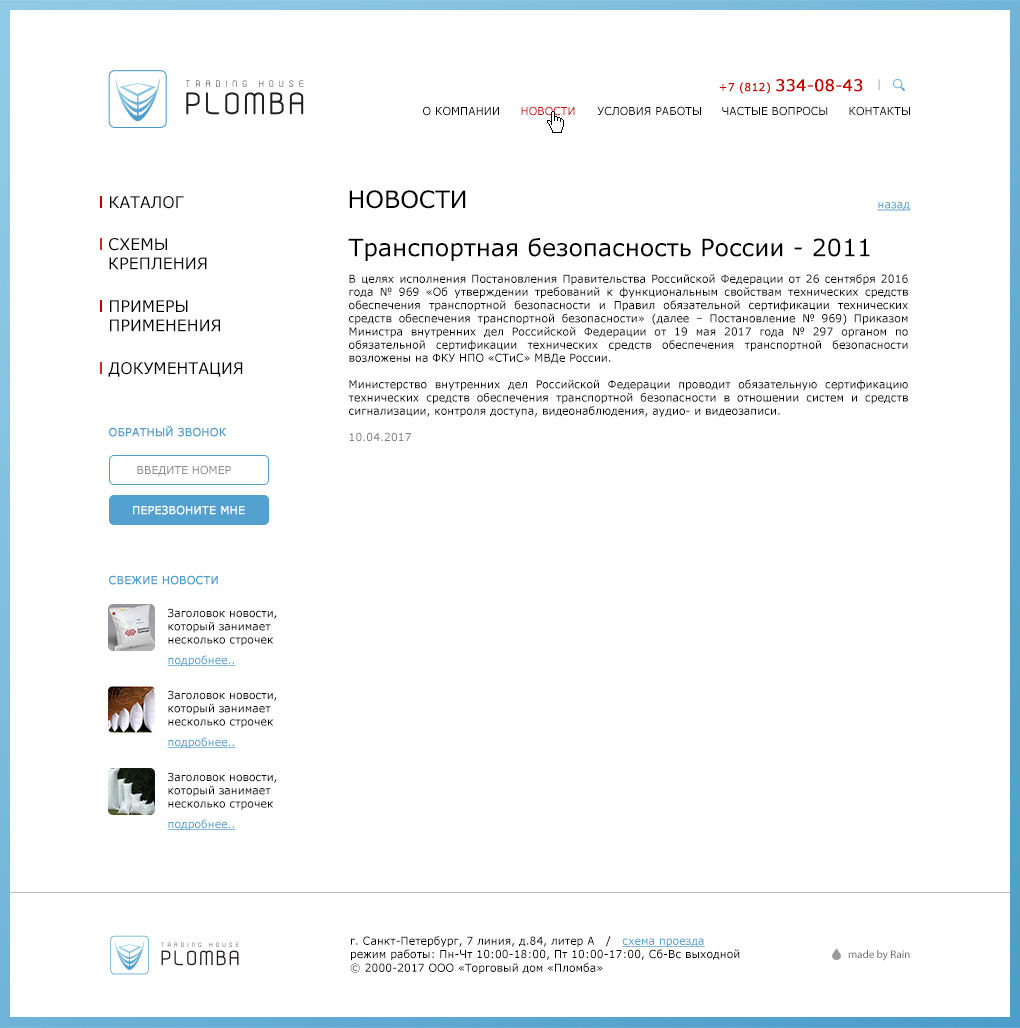 TRADING HOUSE
PLOMBA
+7 (812) 334-08-43
О КОМПАНИИ НОВОСТИ УСЛОВИЯ РАБОТЫ ЧАСТЫЕ ВОПРОСЫ КОНТАКТЫ
КАТАЛОГ
СХЕМЫ
КРЕПЛЕНИЯ
ПРИМЕРЫ
ПРИМЕНЕНИЯ
ДОКУМЕНТАЦИЯ
ОБРАТНЫЙ ЗВОНОК
ВВЕДИТЕ НОМЕР
ПЕРЕЗВОНИТЕ МНЕ
СВЕЖИЕ НОВОСТИ
Заголовок новости,
который занимает
несколько строчек
подробнее..
Заголовок новости,
который занимает
несколько строчек
подробнее..
Заголовок новости,
который занимает
несколько строчек
подробнее..
НОВОСТИ
назад
Транспортная безопасность России - 2011
В целях исполнения Постановления Правительства Российской Федерации от 26 сентября 2016
года № 969 «Об утверждении требований к функциональным свойствам технических средств
обеспечения транспортной безопасности и Правил обязательной сертификации технических
средств обеспечения транспортной безопасности» (далее – Постановление № 969) Приказом
Министра внутренних дел Российской Федерации от 19 мая 2017 года № 297 органом по
обязательной сертификации технических средств обеспечения транспортной безопасности
возложены на ФКУ НПО «СТиС» МВДе России.
Министерство внутренних дел Российской Федерации проводит обязательную сертификацию
технических средств обеспечения транспортной безопасности в отношении систем и средств
сигнализации, контроля доступа, видеонаблюдения, аудио- и видеозаписи.
10.04.2017
TRADING HOUSE
PLOMBA
г. Санкт-Петербург, 7 линия, д.84, литер А / схема проезда
режим работы: Пн-Чт 10:00-18:00, Пт 10:00-17:00, Сб-Вс выходной
© 2000-2017 ООО «Торговый дом «Пломба»
made by Rain